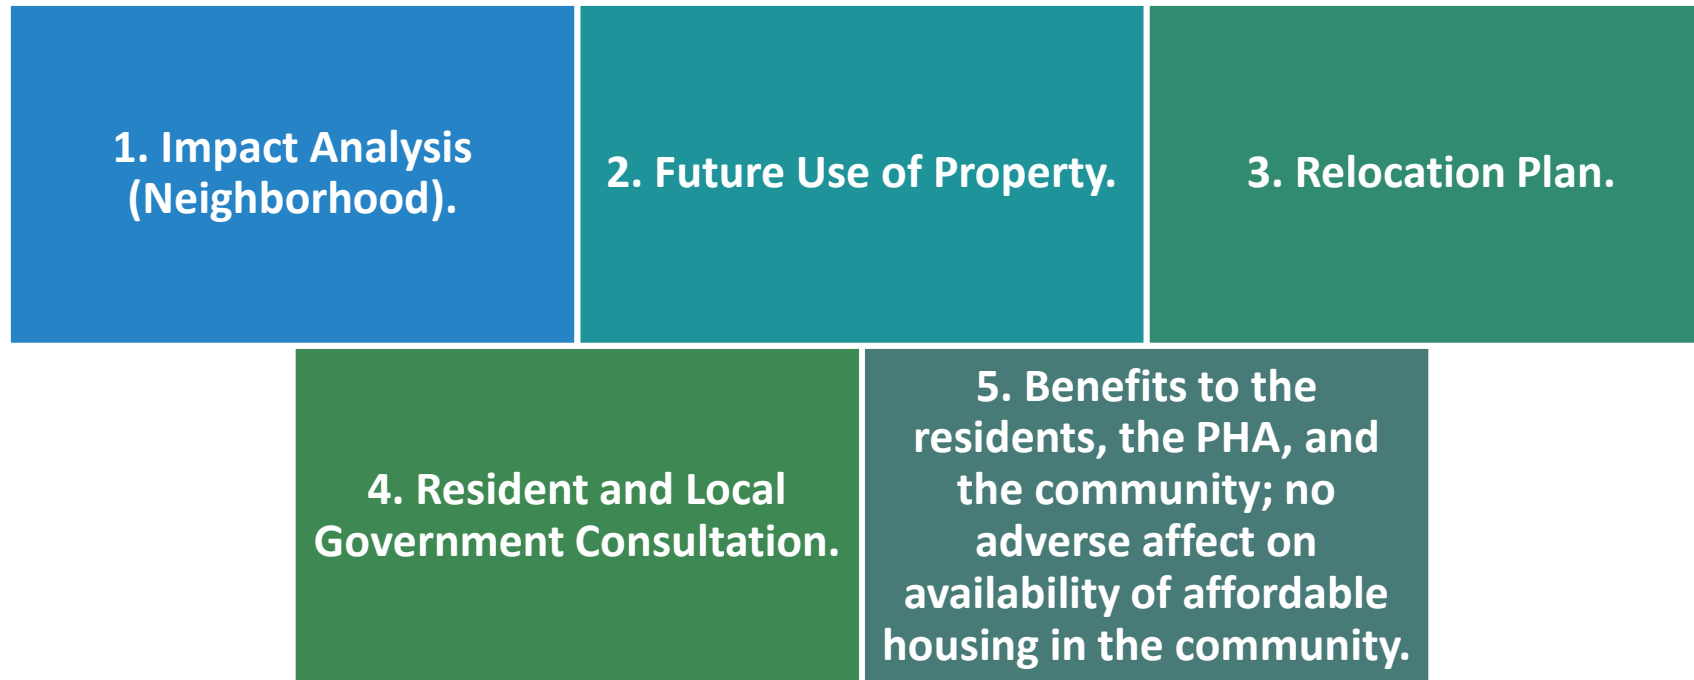 1. Impact Analysis
(Neighborhood).
2. Future Use of Property.
3. Relocation Plan.
4. Resident and Local
Government Consultation.
5. Benefits to the
residents, the PHA, and
the community; no
adverse affect on
availability of affordable
housing in the community.